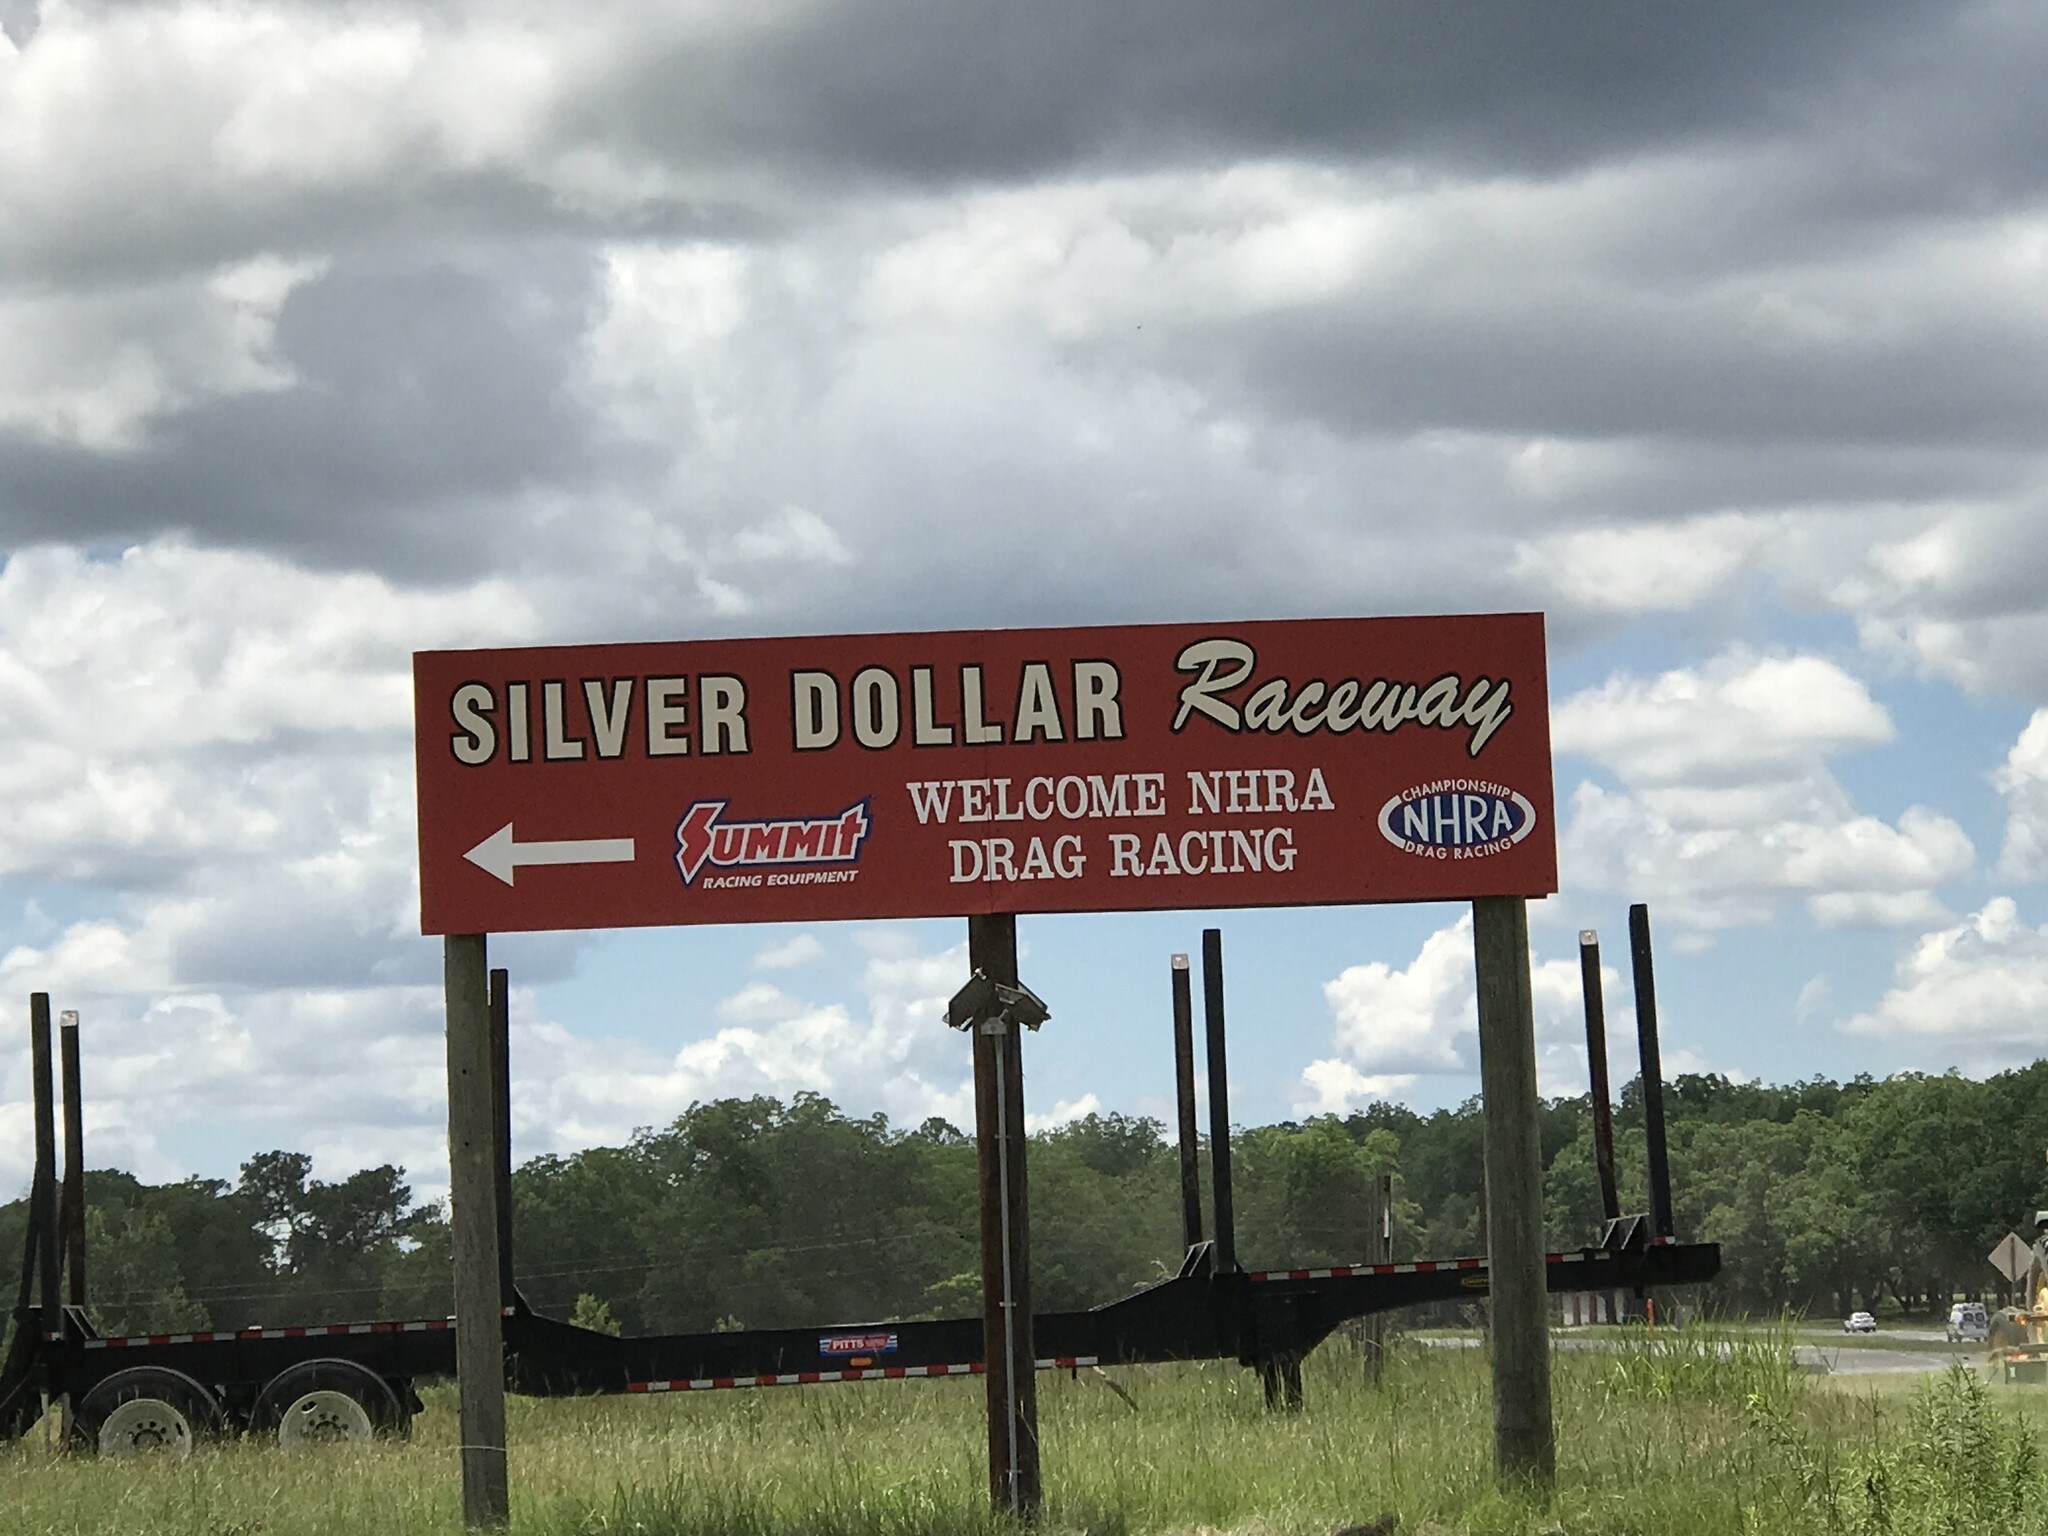 SILVER DOLLAR Raceway
SUMMIT
RACING EQUIPMENT
WELCOME NHRA
DRAG RACING
CHAMPIONSHIP
NHRA
DRAG RACING
PITTS